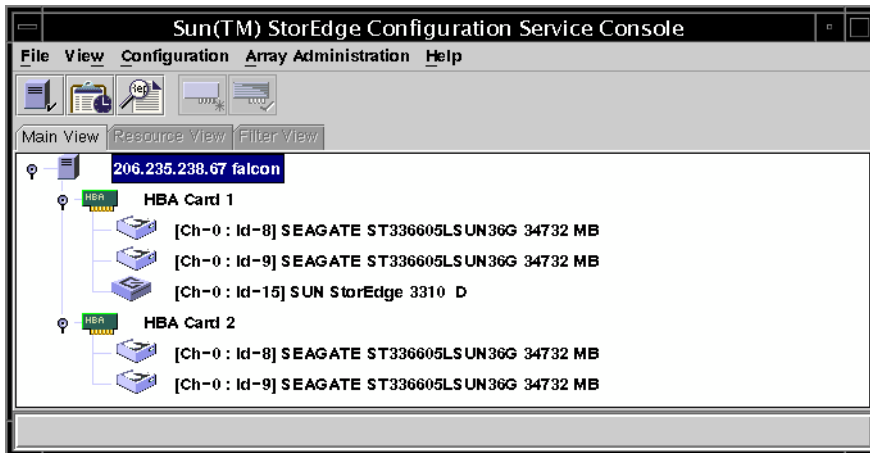 Sun(TM) StorEdge Configuration Service Console
File View Configuration Array Administration Help
Rep
Main View Resource View Filter View
206.235.238.67 falcon
HBA HBA Card 1
[Ch-0 : Id-8] SEAGATE ST336605LSUN36G 34732 MB
[Ch-0 : Id-9] SEAGATE ST336605LSUN36G 34732 MB
[Ch-0 : Id-15] SUN StorEdge 3310 D
HBA HBA Card 2
[Ch-0 : Id-8] SEAGATE ST336605LSUN36G 34732 MB
[Ch-0 : Id-9] SEAGATE ST336605LSUN36G 34732 MB